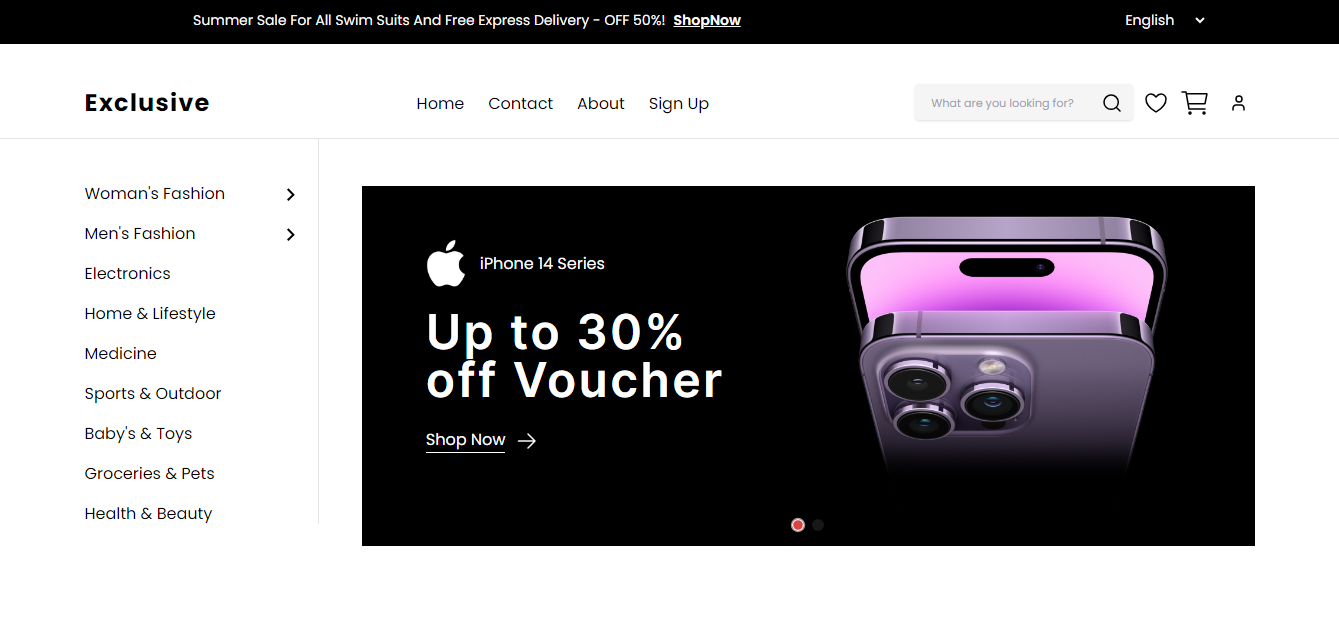 Summer Sale For All Swim Suits And Free Express Delivery - OFF 50%! ShopNow
English
Exclusive
Home Contact About Sign Up
What are you looking for?
Woman's Fashion
Men's Fashion
Electronics
Home & Lifestyle
Medicine
Sports & Outdoor
Baby's & Toys
Groceries & Pets
Health & Beauty
iPhone 14 Series
Up to 30%
off Voucher
Shop Now